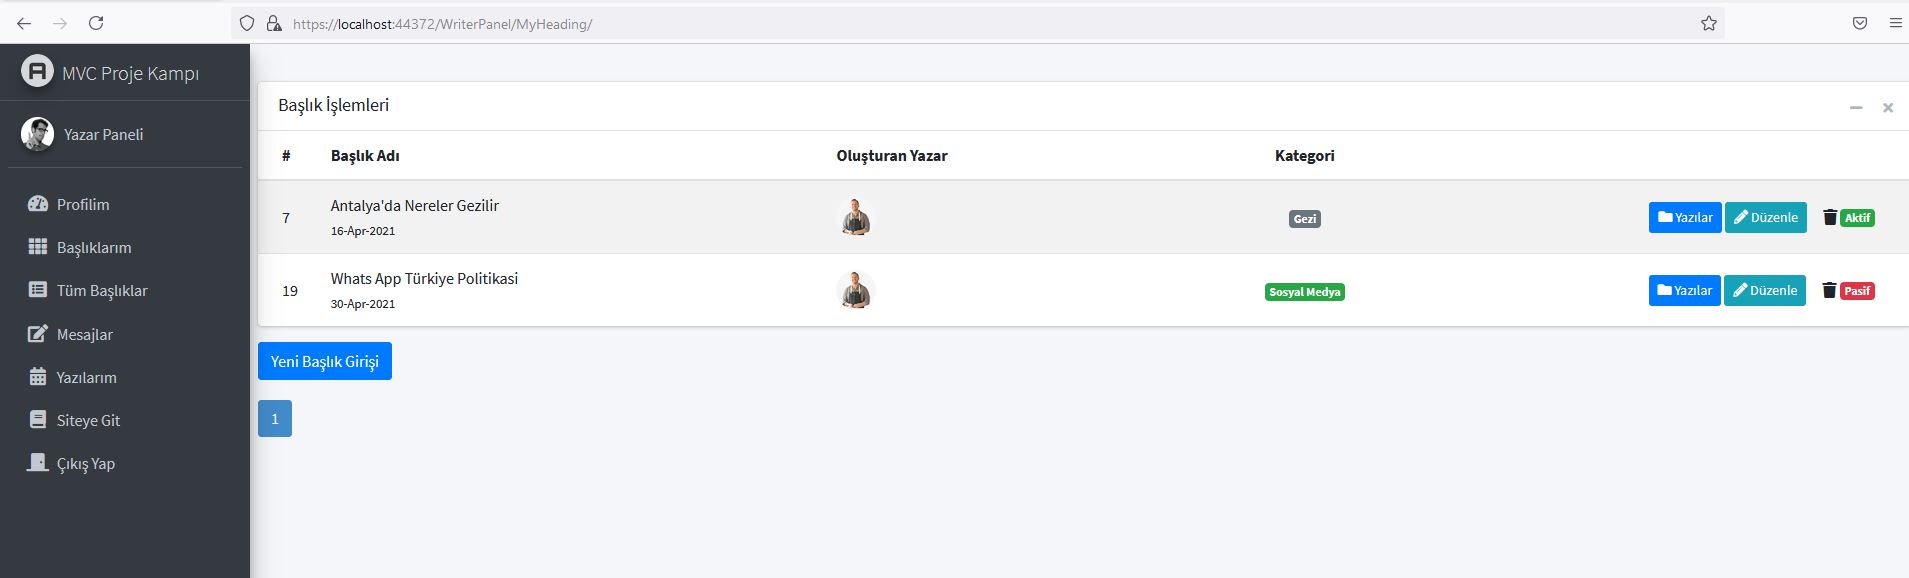 https://localhost:44372/WriterPanel/MyHeading/
MVC Proje Kampı
Yazar Paneli
Profilim
Başlıklarım
Tüm Başlıklar
Mesajlar
Yazılarım
Siteye Git
Çıkış Yap
Başlık İşlemleri
# Başlık Adı Oluşturan Yazar Kategori
7 Antalya'da Nereler Gezilir
16-Apr-2021
Gezi Yazılar Düzenle Aktif
19 Whats App Türkiye Politikasi
30-Apr-2021
Sosyal Medya Yazılar Düzenle Pasif
Yeni Başlık Girişi
1